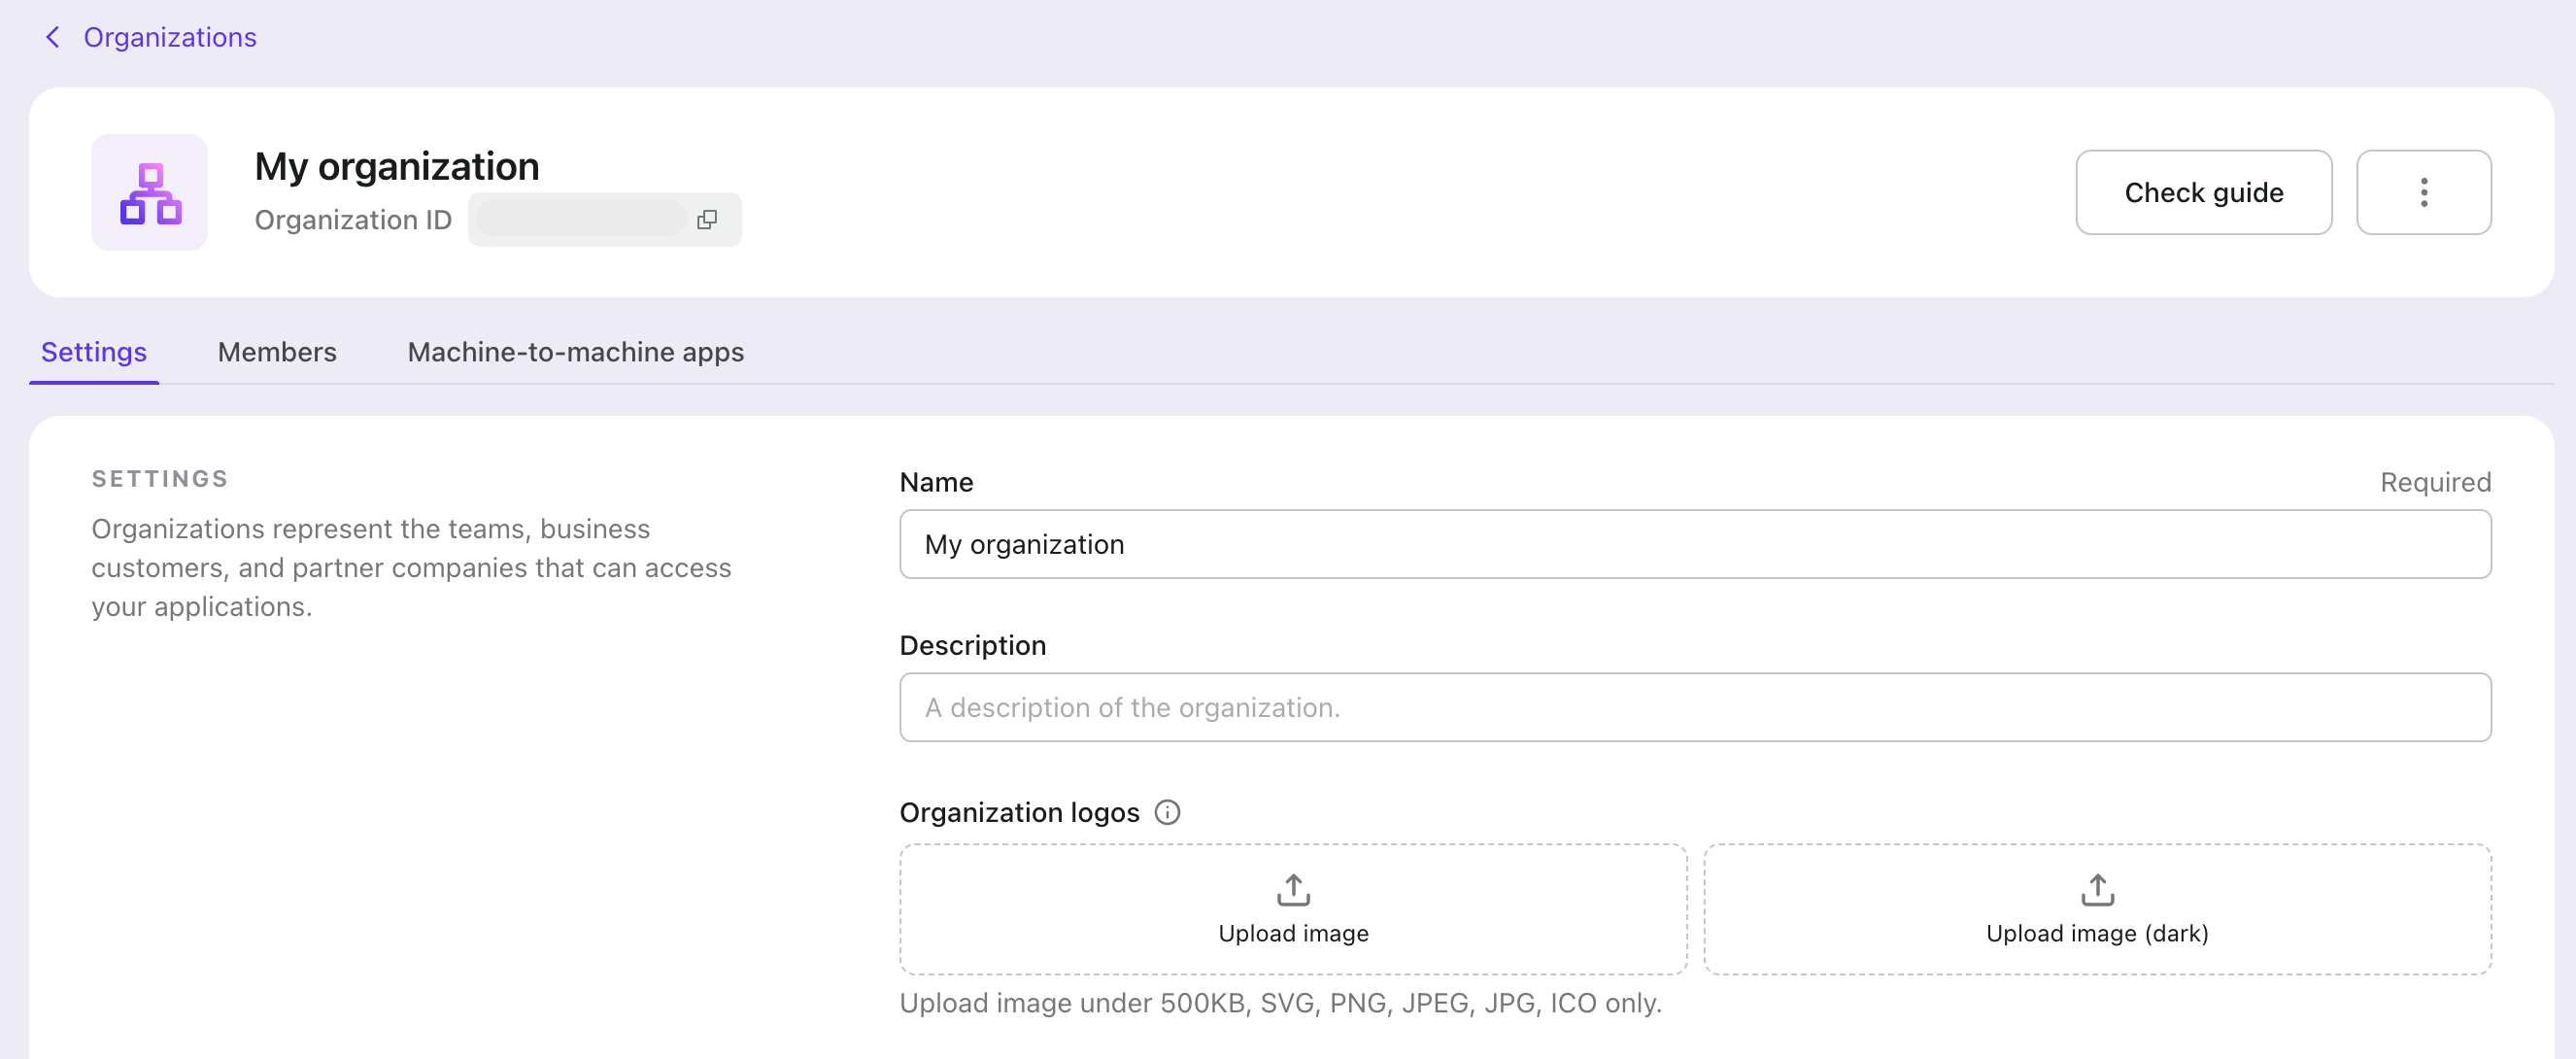 Organizations
My organization
Organization ID
Check guide
Settings
Members
Machine-to-machine apps
SETTINGS
Organizations represent the teams, business
customers, and partner companies that can access
your applications.
Name
Required
My organization
Description
A description of the organization.
Organization logos
Upload image
Upload image (dark)
Upload image under 500KB, SVG, PNG, JPEG, JPG, ICO only.